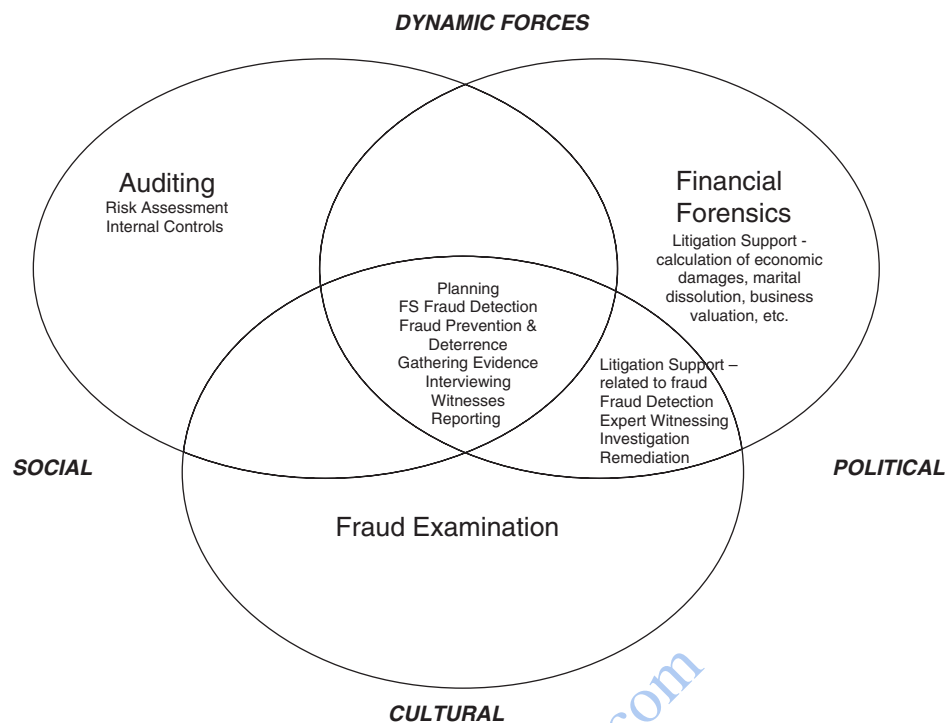 DYNAMIC FORCES
Auditing
Risk Assessment
Internal Controls
Financial
Forensics
Litigation Support -
calculation of economic
damages, marital
dissolution, business
valuation, etc.
Planning
FS Fraud Detection
Fraud Prevention &
Deterrence
Gathering Evidence
Interviewing
Witnesses
Reporting
Litigation Support –
related to fraud
Fraud Detection
Expert Witnessing
Investigation
Remediation
SOCIAL
POLITICAL
Fraud Examination
CULTURAL
.com